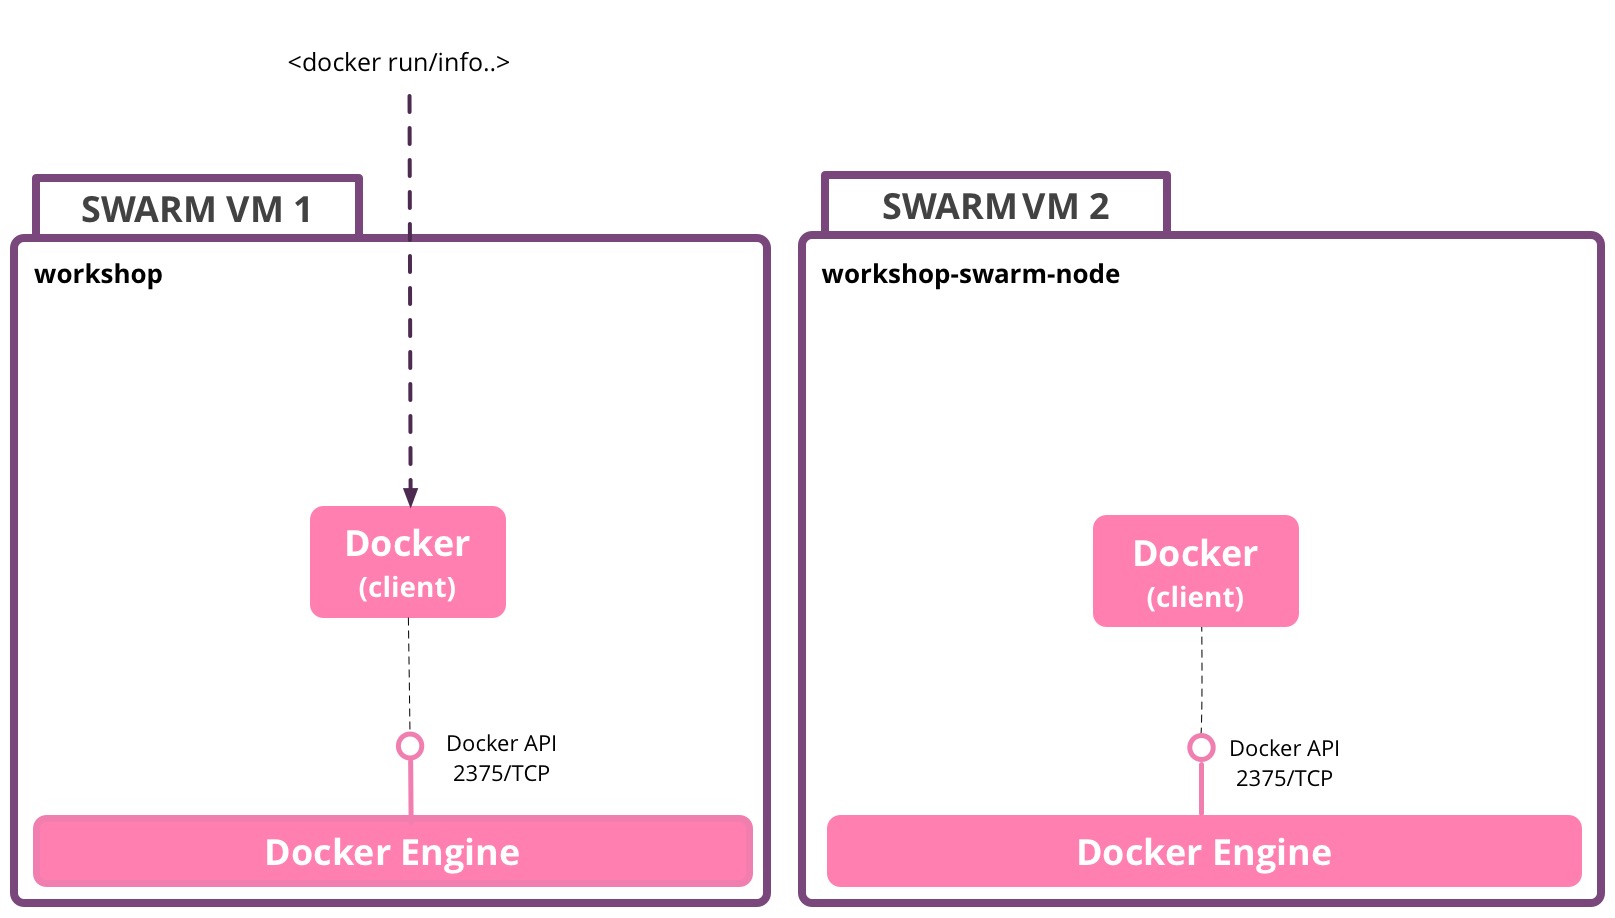 <docker run/info..>
SWARM VM 1
workshop
Docker
(client)
Docker API
2375/TCP
Docker Engine
SWARM VM 2
workshop-swarm-node
Docker
(client)
Docker API
2375/TCP
Docker Engine